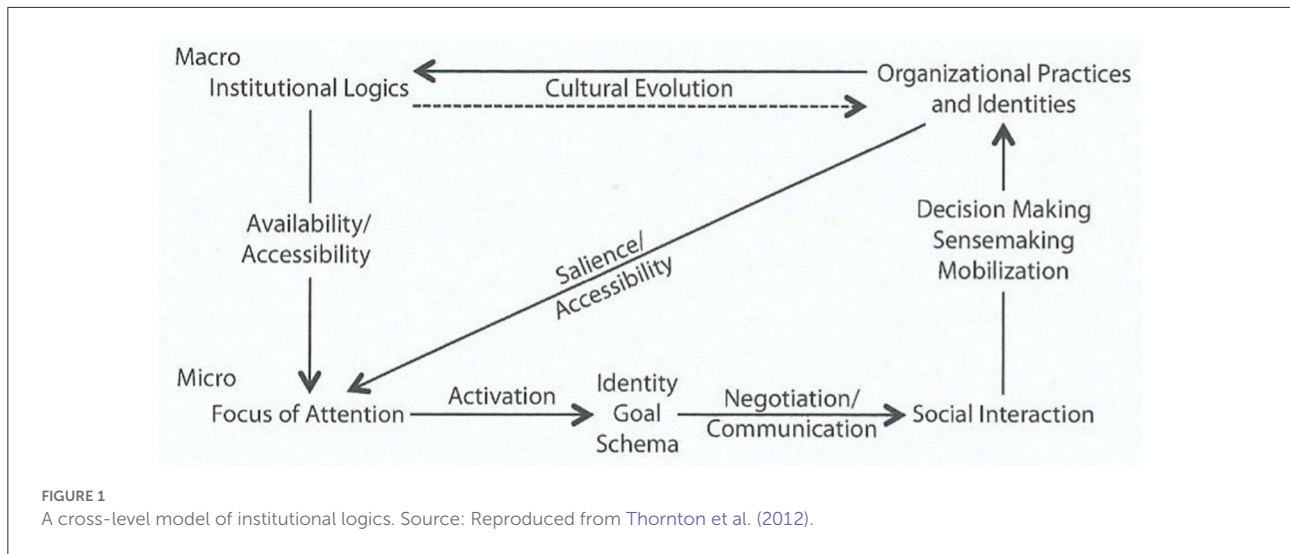 Macro
Institutional Logics
Cultural Evolution
Organizational Practices
and Identities
Availability/
Accessibility
Salience/
Accessibility
Decision Making
Sensemaking
Mobilization
Micro
Focus of Attention
Activation
Identity
Goal
Schema
Negotiation/
Communication
Social Interaction
FIGURE 1
A cross-level model of institutional logics. Source: Reproduced from Thornton et al. (2012).